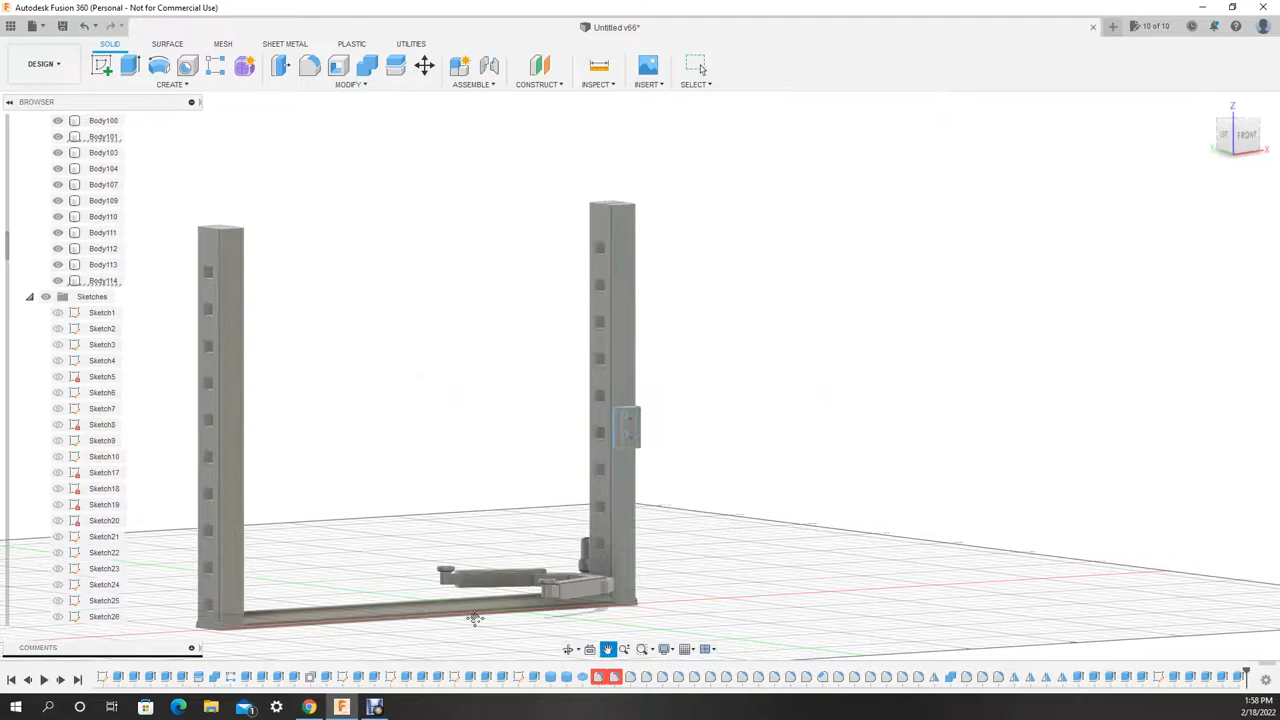 Autodesk Fusion 360 (Personal - Not for Commercial Use)
Untitled v66*
10 of 10
SOLID SURFACE MESH SHEET METAL PLASTIC UTILITIES
DESIGN
CREATE MODIFY ASSEMBLE CONSTRUCT INSPECT INSERT SELECT
BROWSER
Body100
Body101
Body103
Body104
Body107
Body109
Body110
Body111
Body112
Body113
Body114
Sketches
Sketch1
Sketch2
Sketch3
Sketch4
Sketch5
Sketch6
Sketch7
Sketch8
Sketch9
Sketch10
Sketch17
Sketch18
Sketch19
Sketch20
Sketch21
Sketch22
Sketch23
Sketch24
Sketch25
Sketch26
Z
FRONT
X
COMMENTS
1:58 PM
2/18/2022